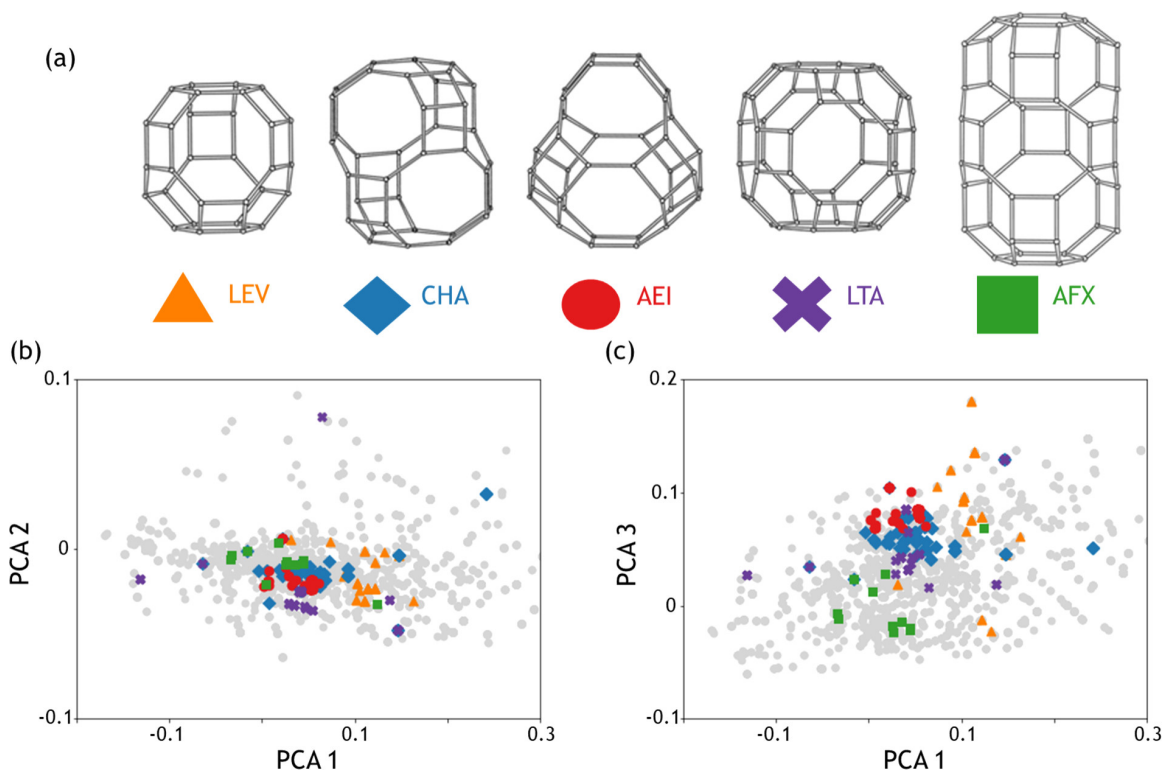 (a)
LEV CHA AEI LTA AFX
(b)
(c)
0.1
0
-0.1
PCA 2
-0.1 0.1 0.3
PCA 1
0.2
0.1
0
-0.1
PCA 3
-0.1 0.1 0.3
PCA 1